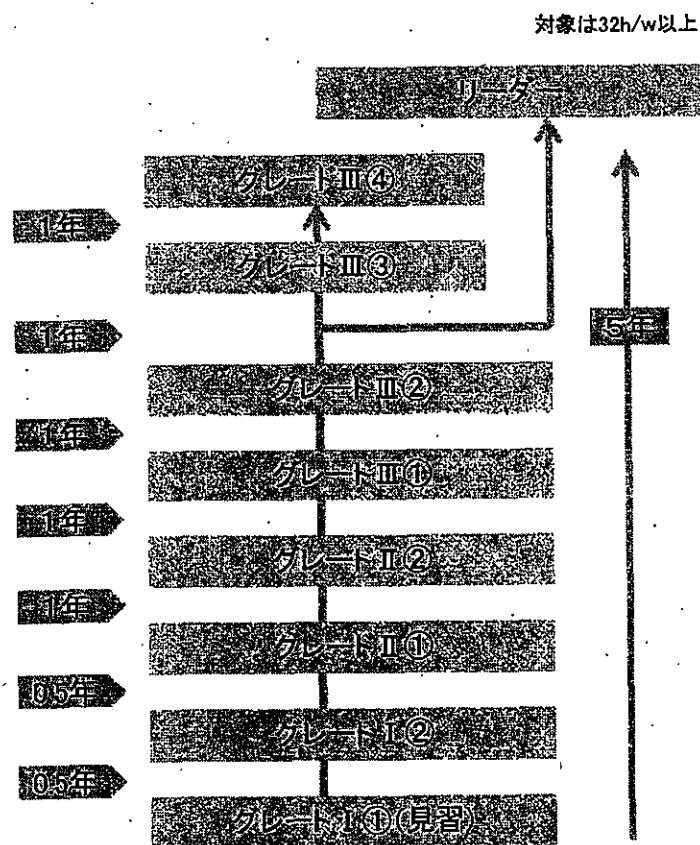 対象は32h/w以上
リーダー
グレードⅢ④
1年
グレードⅢ③
1年
5年
グレードⅢ②
1年
グレードⅢ①
1年
グレードⅡ②
1年
グレードⅡ①
0.5年
グレードⅠ②
0.5年
グレードⅠ①(見習)